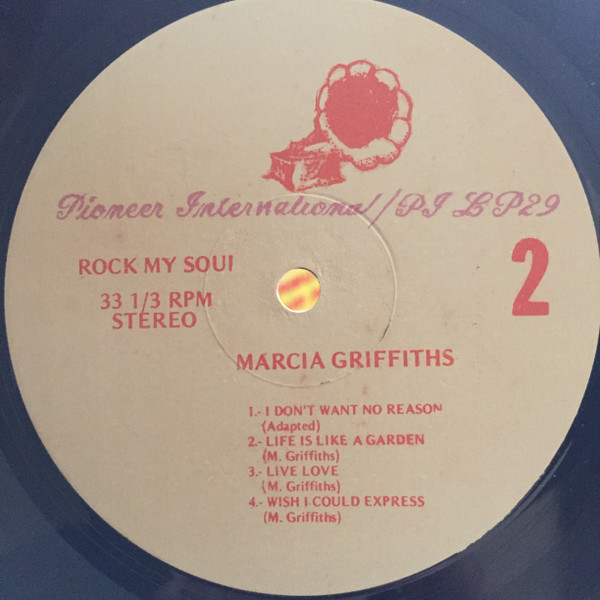 Pioneer International//PI LP29
ROCK MY SOUl
2
33 1/3 RPM
STEREO
MARCIA GRIFFITHS
1.- I DON'T WANT NO REASON
(Adapted)
2.- LIFE IS LIKE A GARDEN
(M. Griffiths)
3.- LIVE LOVE
(M. Griffiths)
4.- WISH I COULD EXPRESS
(M. Griffiths)